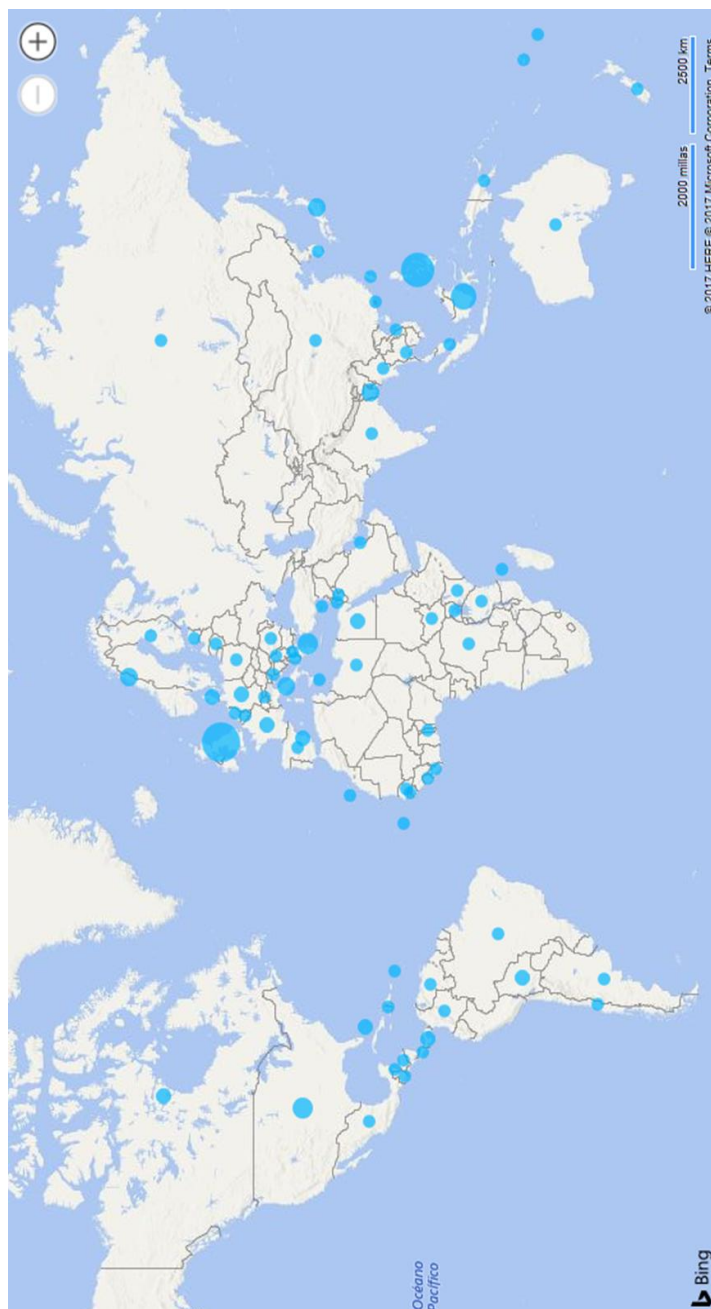 2000 millas
2500 km
© 2017 HERE © 2017 Microsoft Corporation Terms
Océano
Pacífico
Bing